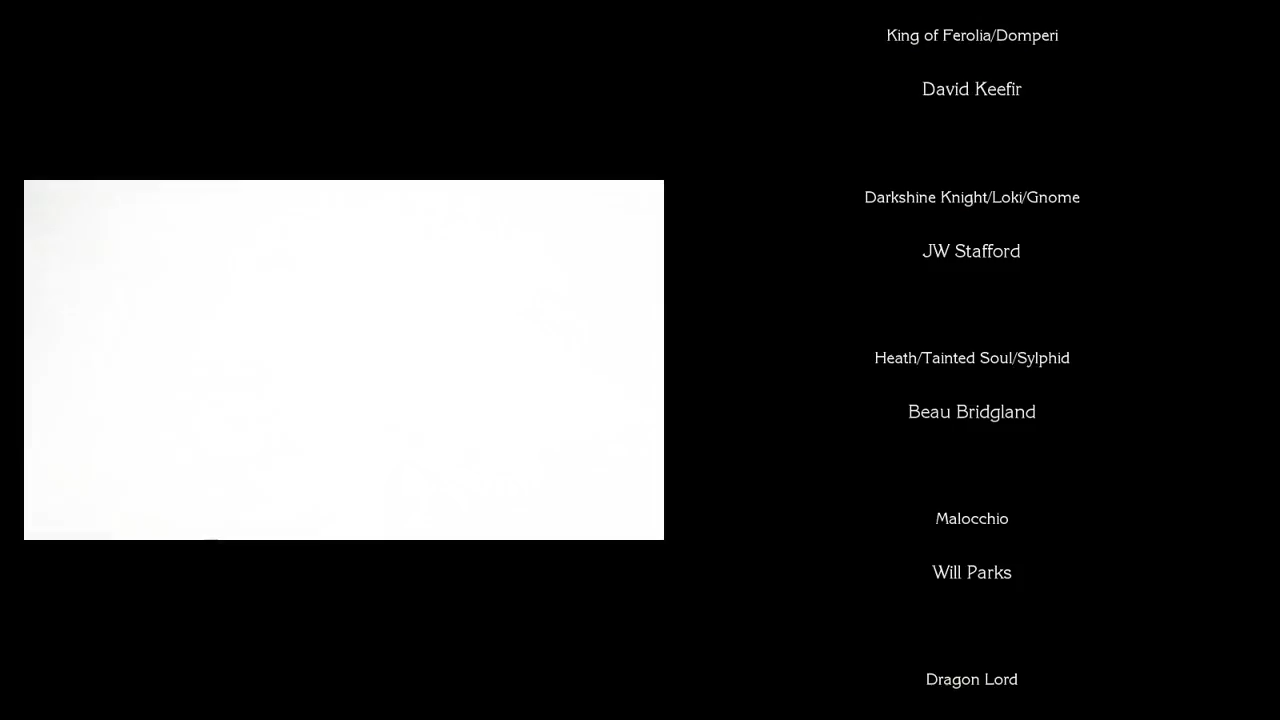 King of Ferolia/Domperi
David Keefir
Darkshine Knight/Loki/Gnome
JW Stafford
Heath/Tainted Soul/Sylphid
Beau Bridgland
Malocchio
Will Parks
Dragon Lord